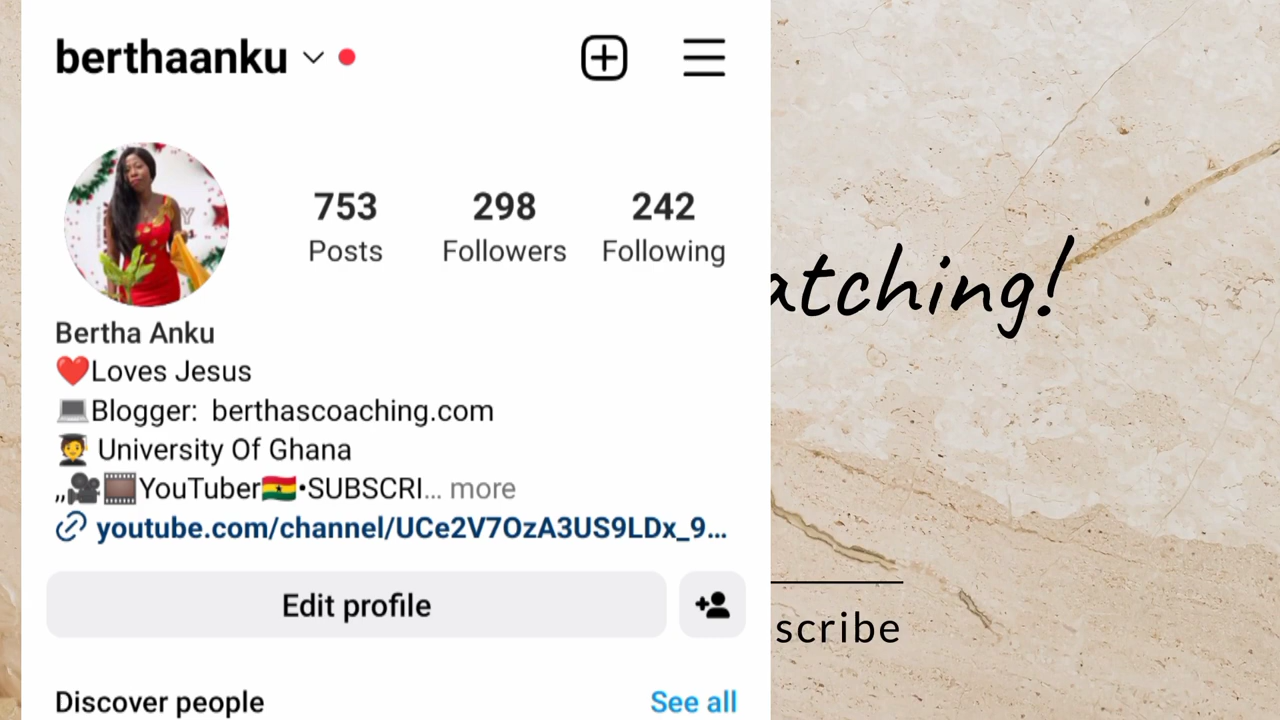 berthaanku
753 298 242
Posts Followers Following
Bertha Anku
❤️Loves Jesus
💻Blogger: berthascoaching.com
🧑‍🎓 University Of Ghana
„🎥🎞️YouTuber🇬🇭•SUBSCRI... more
youtube.com/channel/UCe2V7OzA3US9LDx_9...
Edit profile
Discover people See all
atching!
scribe